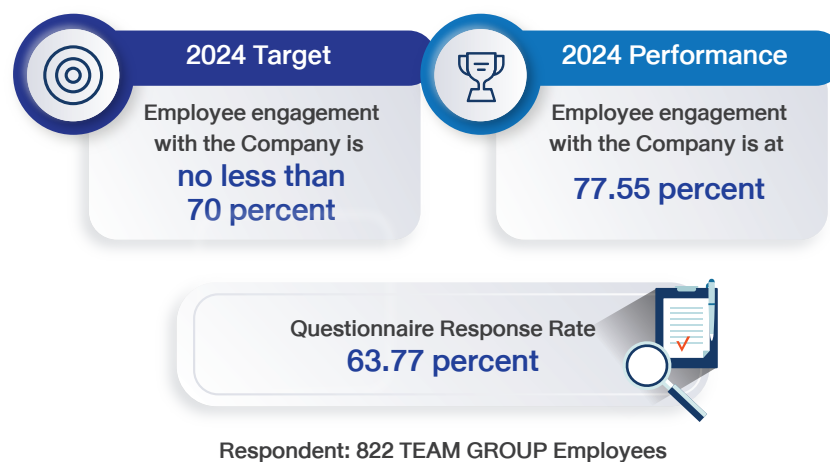 2024 Target
Employee engagement
with the Company is
no less than
70 percent
2024 Performance
Employee engagement
with the Company is at
77.55 percent
Questionnaire Response Rate
63.77 percent
Respondent: 822 TEAM GROUP Employees